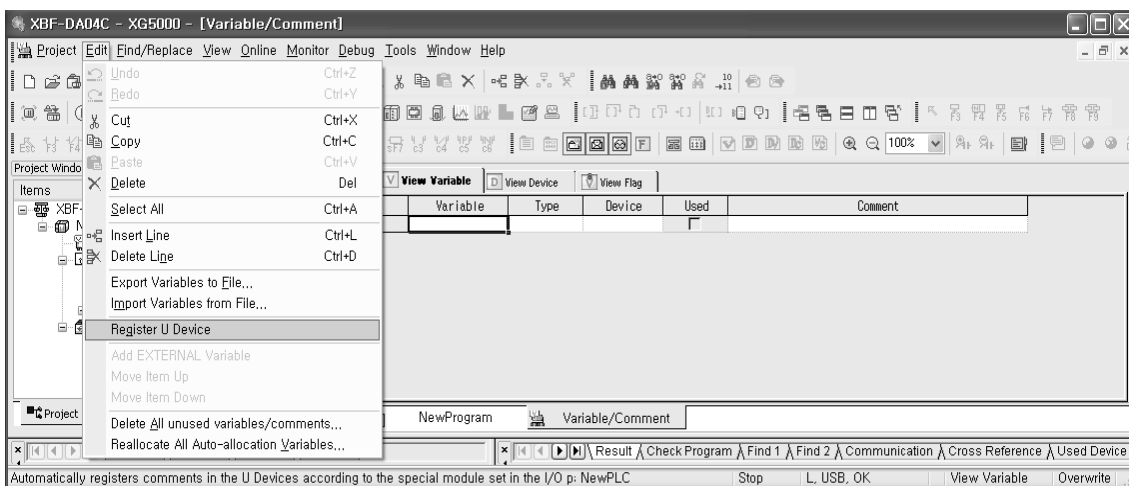 XBF-DA04C - XG5000 - [Variable/Comment]
Project Edit Find/Replace View Online Monitor Debug Tools Window Help
Undo Ctrl+Z
Redo Ctrl+Y
Cut Ctrl+X
Copy Ctrl+C
Paste Ctrl+V
Delete Del
Select All Ctrl+A
Insert Line Ctrl+L
Delete Line Ctrl+D
Export Variables to File...
Import Variables from File...
Register U Device
Add EXTERNAL Variable
Move Item Up
Move Item Down
Delete All unused variables/comments...
Reallocate All Auto-allocation Variables...
100%
Project Windo
Items
XBF-
N
V View Variable D View Device View Flag
Variable Type Device Used Comment
Project NewProgram Variable/Comment
Result Check Program Find 1 Find 2 Communication Cross Reference Used Device
Automatically registers comments in the U Devices according to the special module set in the I/O p: NewPLC Stop L, USB, OK View Variable Overwrite